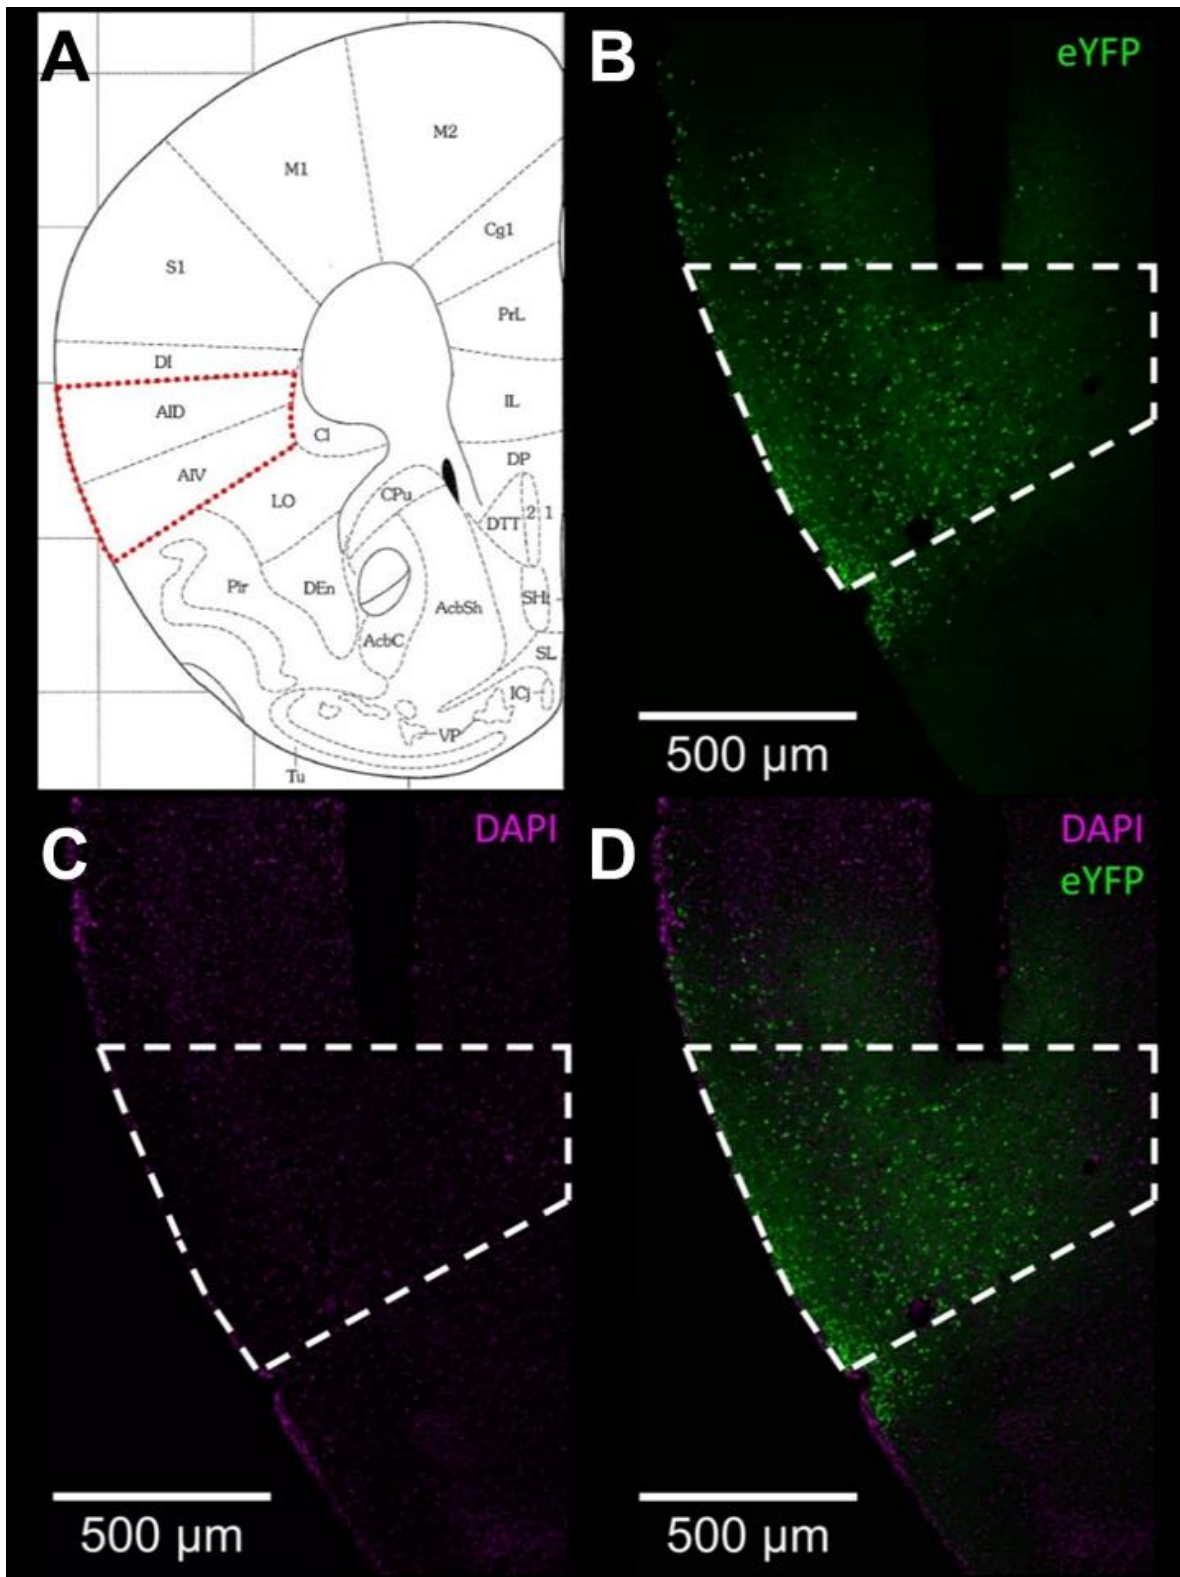 A
M2
M1
Cg1
S1
PrL
DI
AID
IL
Cl
AIV
DP
LO
CPu
DTT 2 1
Pir
DEn
AcbSh
AcbC
SL
ICj
VP
Tu
B
eYFP
500 µm
C
DAPI
500 µm
D
DAPI
eYFP
500 µm